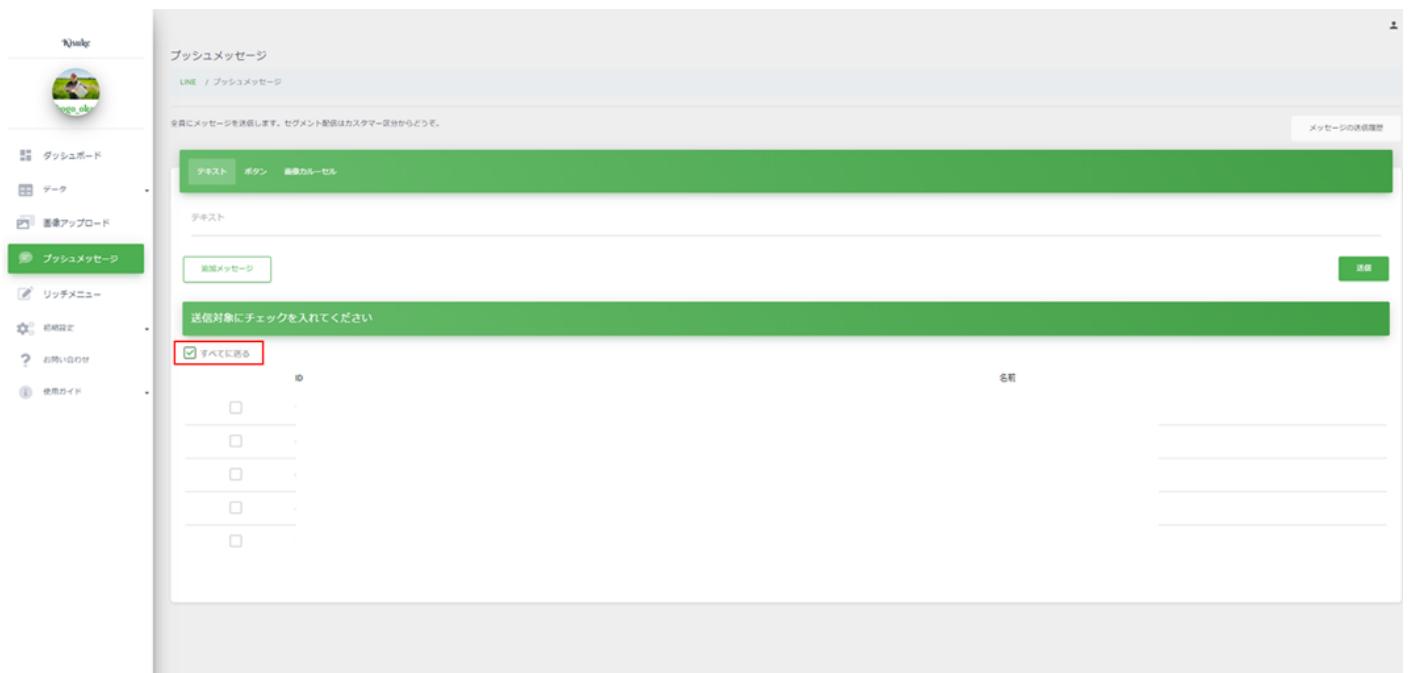 Kisuke
プッシュメッセージ
LINE / プッシュメッセージ
全員にメッセージを送信します。セグメント配信はカスタマー区分からどうぞ。
メッセージの送信履歴
ダッシュボード
データ
画像アップロード
プッシュメッセージ
リッチメニュー
初期設定
お問い合わせ
使用ガイド
テキスト ボタン 画像カルーセル
テキスト
追加メッセージ
送信
送信対象にチェックを入れてください
すべてに送る
ID 名前